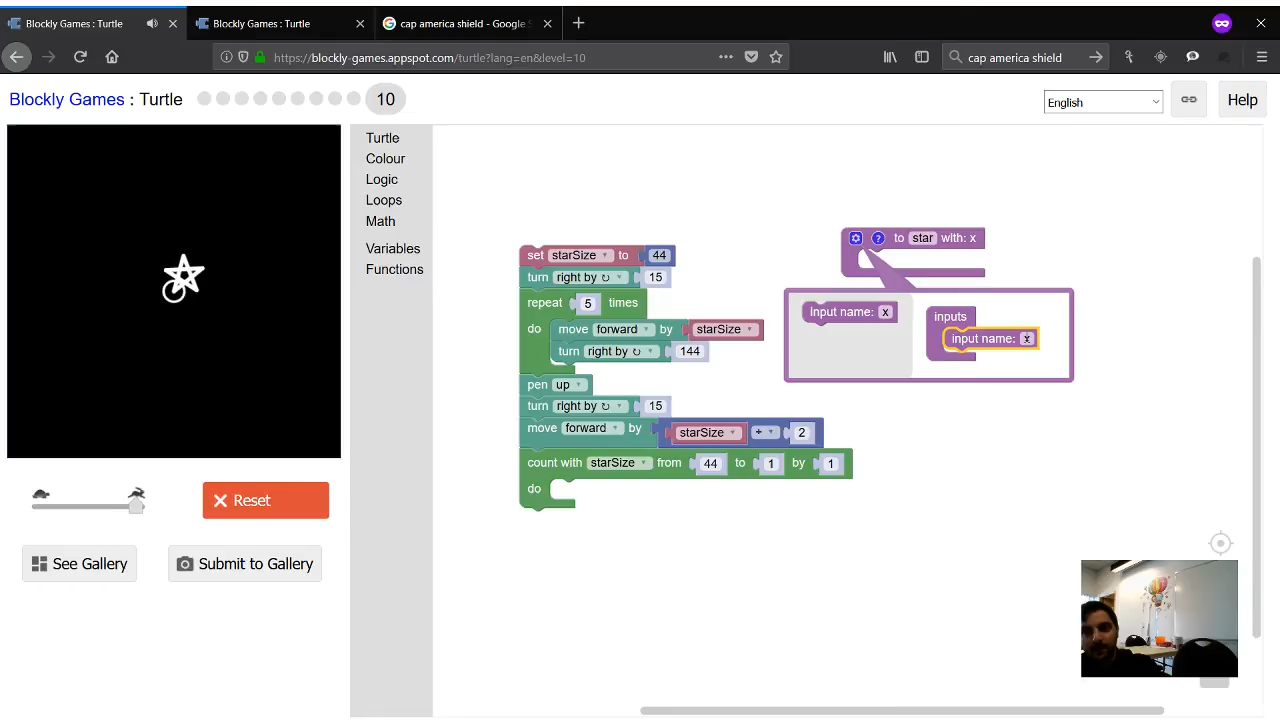 Blockly Games : Turtle
Blockly Games : Turtle
cap america shield - Google S
https://blockly-games.appspot.com/turtle?lang=en&level=10
cap america shield
Blockly Games : Turtle
10
English
Help
Turtle
Colour
Logic
Loops
Math
Variables
Functions
set starSize to 44
turn right by 15
repeat 5 times
do move forward by starSize
turn right by 144
pen up
turn right by 15
move forward by starSize ÷ 2
count with starSize from 44 to 1 by 1
do
? to star with: x
input name: x
inputs
input name: x
Reset
See Gallery
Submit to Gallery